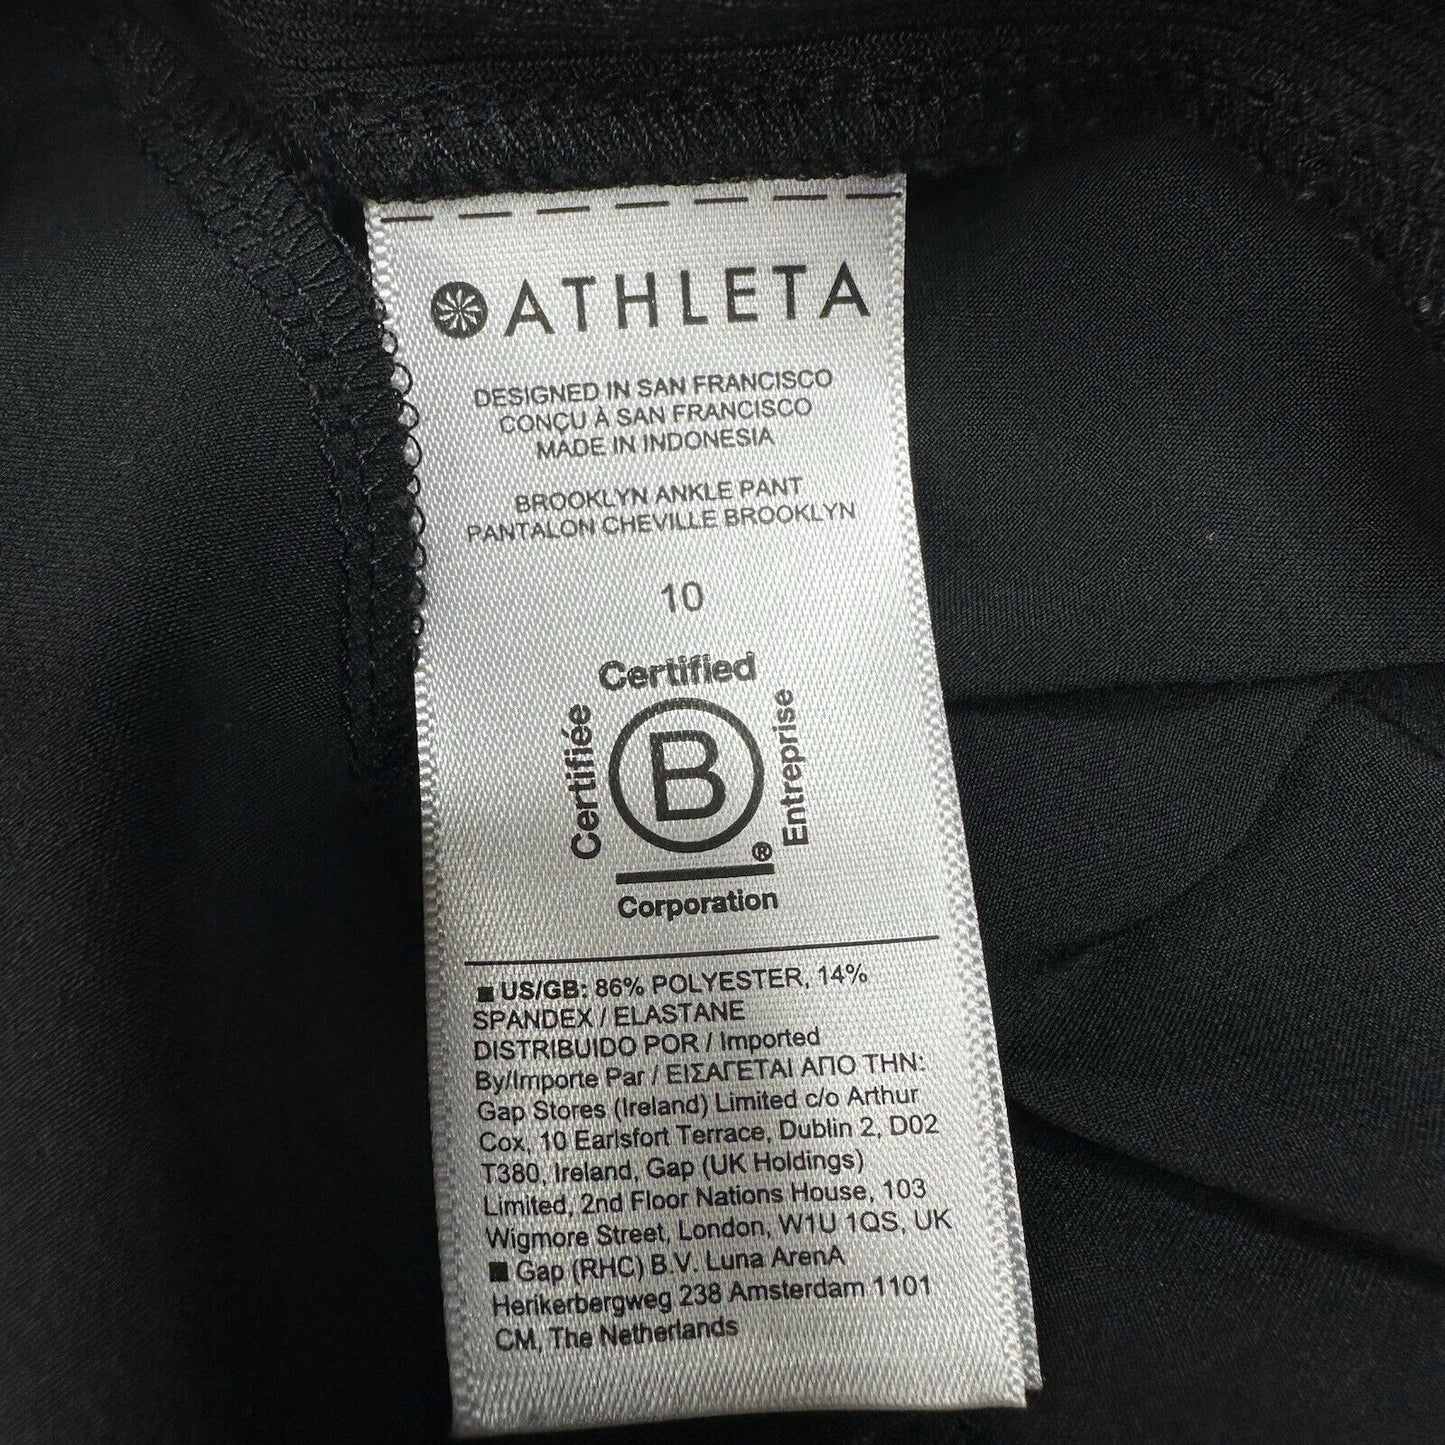 ATHLETA
DESIGNED IN SAN FRANCISCO
CONÇU À SAN FRANCISCO
MADE IN INDONESIA
BROOKLYN ANKLE PANT
PANTALON CHEVILLE BROOKLYN
10
Certified
Certifiée
B
Entreprise
®
Corporation
■ US/GB: 86% POLYESTER, 14%
SPANDEX / ELASTANE
DISTRIBUIDO POR / Imported
By/Importe Par / ΕΙΣΑΓΕΤΑΙ ΑΠΟ ΤΗΝ:
Gap Stores (Ireland) Limited c/o Arthur
Cox, 10 Earlsfort Terrace, Dublin 2, D02
T380, Ireland, Gap (UK Holdings)
Limited, 2nd Floor Nations House, 103
Wigmore Street, London, W1U 1QS, UK
■ Gap (RHC) B.V. Luna ArenA
Herikerbergweg 238 Amsterdam 1101
CM, The Netherlands